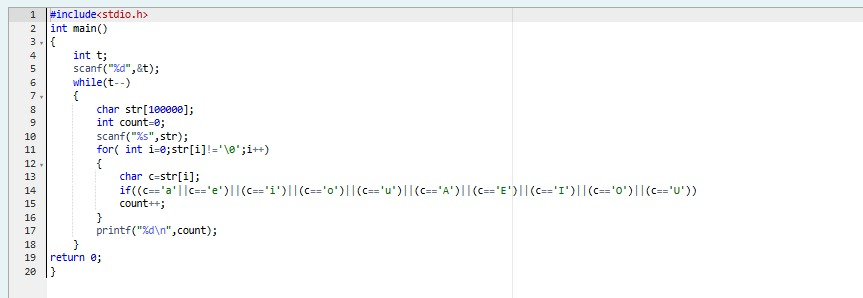 1 #include<stdio.h>
2 int main()
3 {
4 int t;
5 scanf("%d",&t);
6 while(t--)
7 {
8 char str[100000];
9 int count=0;
10 scanf("%s",str);
11 for( int i=0;str[i]!='\0';i++)
12 {
13 char c=str[i];
14 if((c=='a'||c=='e')||(c=='i')||(c=='o')||(c=='u')||(c=='A')||(c=='E')||(c=='I')||(c=='O')||(c=='U'))
15 count++;
16 }
17 printf("%d\n",count);
18 }
19 return 0;
20 }